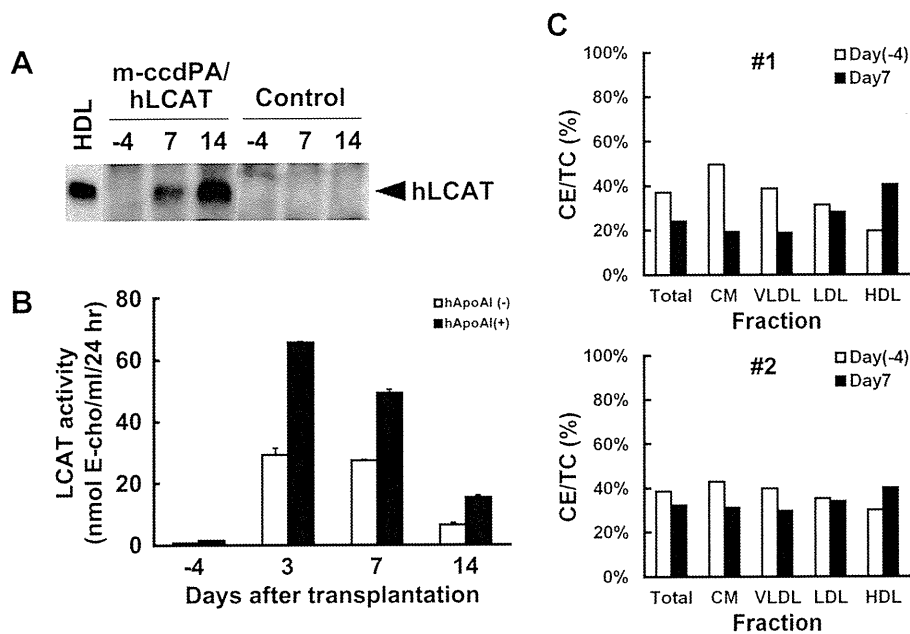 A
HDL
m-ccdPA/
hLCAT
Control
-4 7 14 -4 7 14
hLCAT
B
LCAT activity
(nmol E-cho/ml/24 hr)
80
60
40
20
0
hApoAI (-)
hApoAI(+)
-4 3 7 14
Days after transplantation
C
#1
Day(-4)
Day7
CE/TC (%)
100%
80%
60%
40%
20%
0%
Total CM VLDL LDL HDL
Fraction
#2
Day(-4)
Day7
CE/TC (%)
100%
80%
60%
40%
20%
0%
Total CM VLDL LDL HDL
Fraction